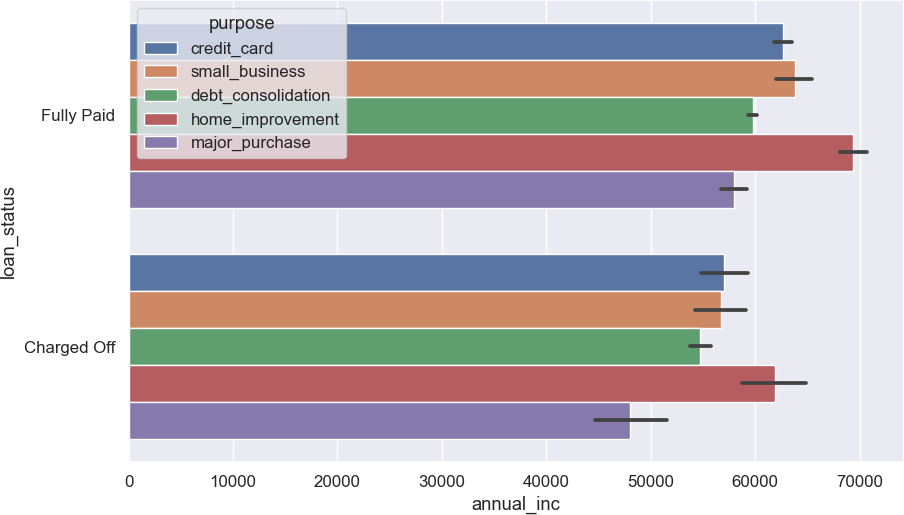 purpose
credit_card
small_business
debt_consolidation
home_improvement
major_purchase
Fully Paid
Charged Off
loan_status
0 10000 20000 30000 40000 50000 60000 70000
annual_inc